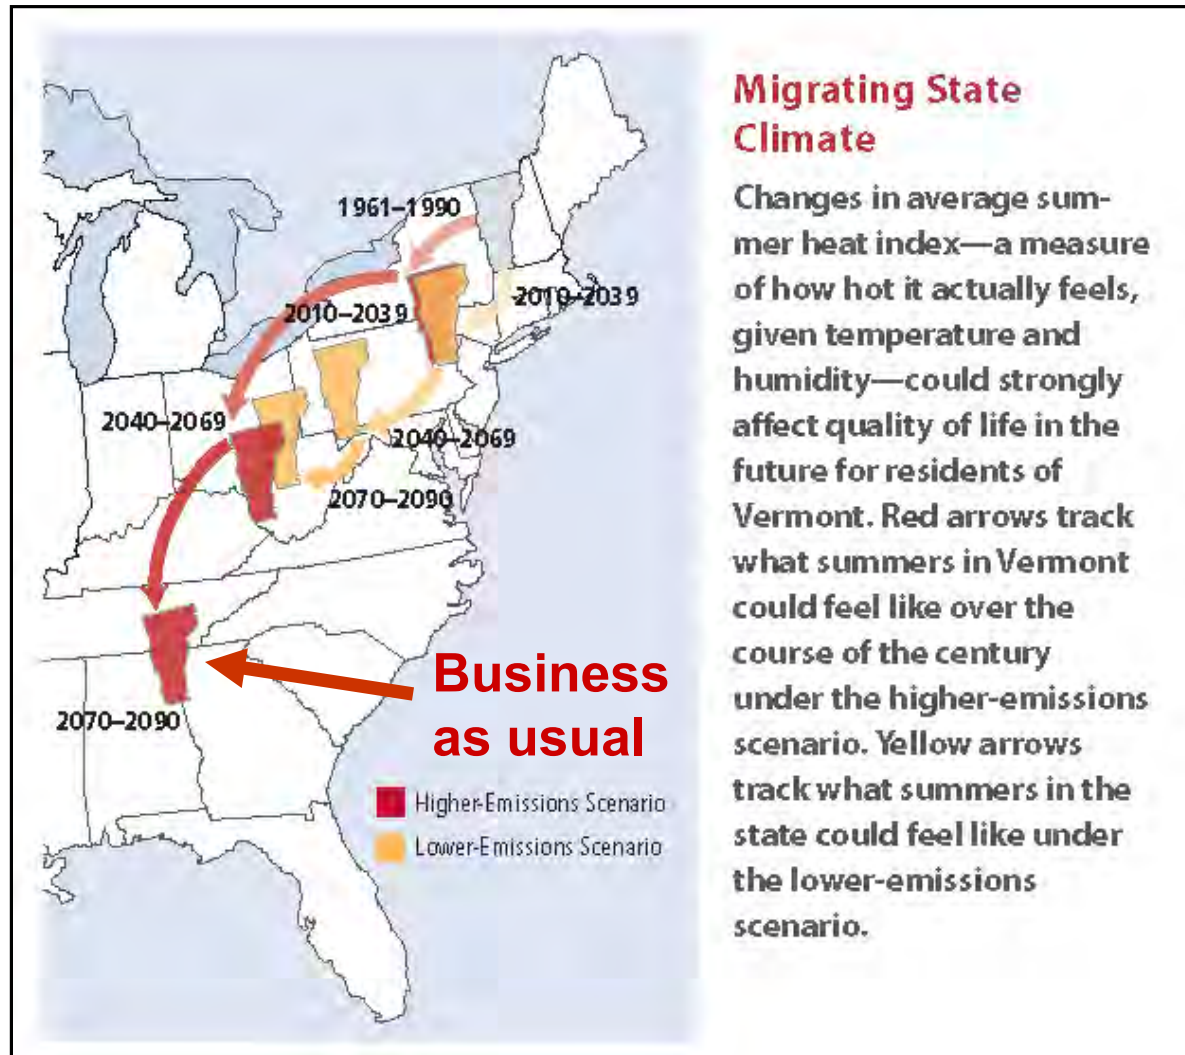 1961–1990
2010–2039
2010–2039
2040–2069
2040–2069
2070–2090
2070–2090
Business
as usual
Higher-Emissions Scenario
Lower-Emissions Scenario
Migrating State
Climate
Changes in average sum-
mer heat index—a measure
of how hot it actually feels,
given temperature and
humidity—could strongly
affect quality of life in the
future for residents of
Vermont. Red arrows track
what summers in Vermont
could feel like over the
course of the century
under the higher-emissions
scenario. Yellow arrows
track what summers in the
state could feel like under
the lower-emissions
scenario.